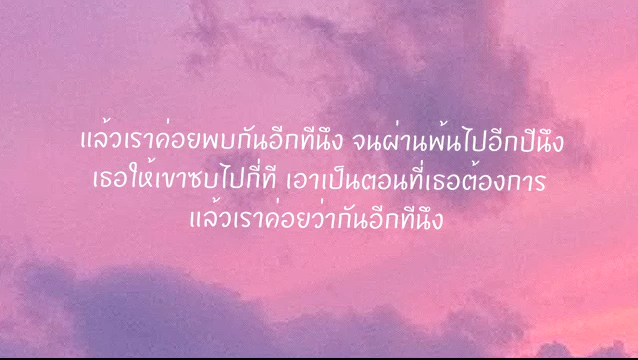 แล้วเราค่อยพบกันอีกทีนึง จนผ่านพ้นไปอีกปีนึง
เธอให้เขาซบไปกี่ที เอาเป็นตอนที่เธอต้องการ
แล้วเราค่อยว่ากันอีกทีนึง